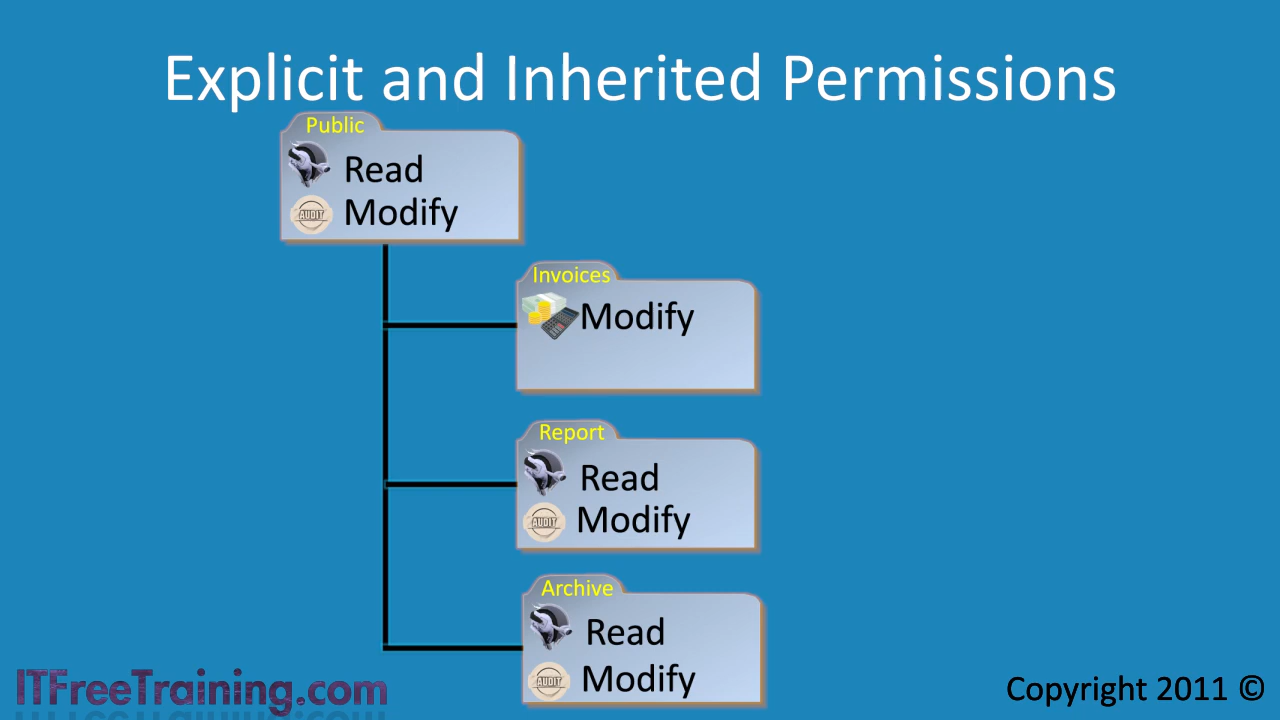 Explicit and Inherited Permissions
Public
Read
AUDIT Modify
Invoices
Modify
Report
Read
AUDIT Modify
Archive
Read
AUDIT Modify
ITFreeTraining.com
Copyright 2011 ©